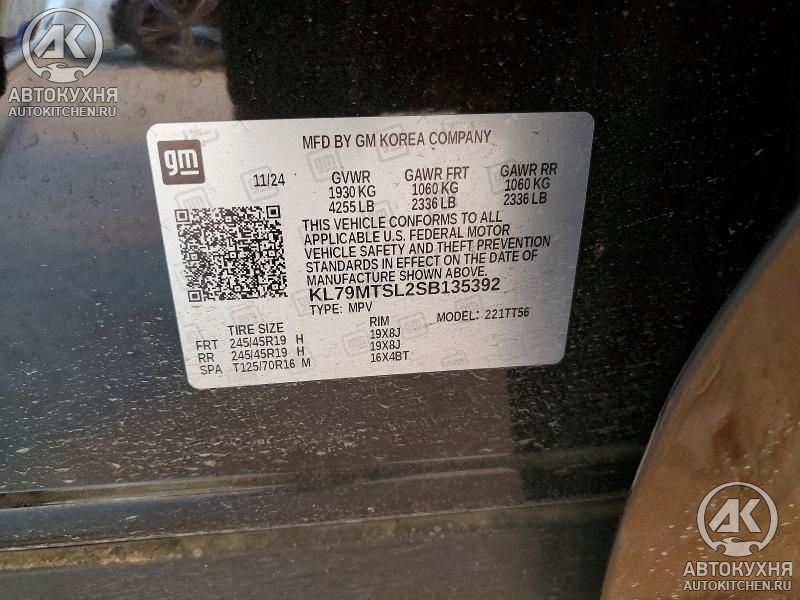 АВТОКУХНЯ
AUTOKITCHEN.RU
gm
MFD BY GM KOREA COMPANY
11/24 GVWR GAWR FRT GAWR RR
1930 KG 1060 KG 1060 KG
4255 LB 2336 LB 2336 LB
THIS VEHICLE CONFORMS TO ALL
APPLICABLE U.S. FEDERAL MOTOR
VEHICLE SAFETY AND THEFT PREVENTION
STANDARDS IN EFFECT ON THE DATE OF
MANUFACTURE SHOWN ABOVE.
KL79MTSL2SB135392
TYPE: MPV MODEL: 221TT56
TIRE SIZE RIM
FRT 245/45R19 H 19X8J
RR 245/45R19 H 19X8J
SPA T125/70R16 M 16X4BT
АВТОКУХНЯ
AUTOKITCHEN.RU